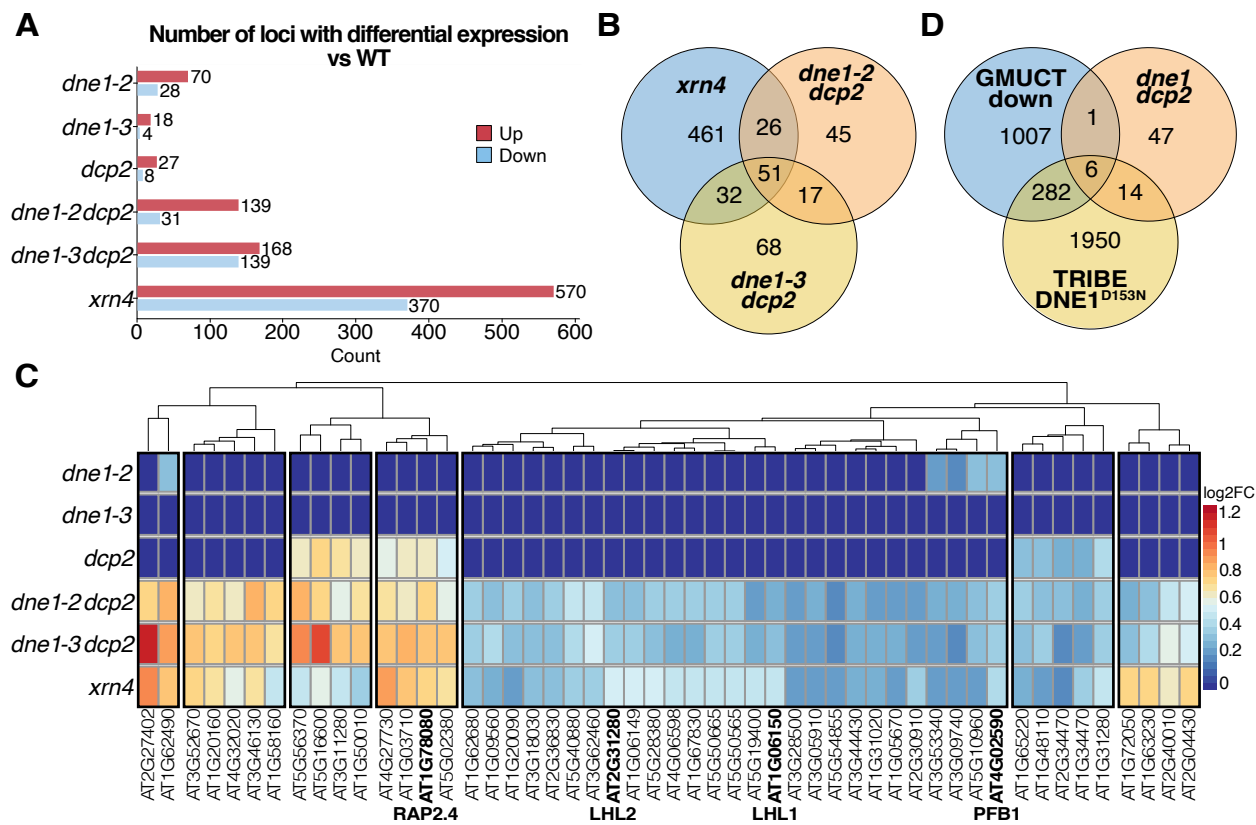 A
Number of loci with differential expression
vs WT
dne1-2
70
28
dne1-3
18
4
dcp2
27
8
dne1-2 dcp2
139
31
dne1-3 dcp2
168
139
xrn4
570
370
0 100 200 300 400 500 600
Count
Up
Down
B
xrn4
dne1-2
dcp2
461
26
45
51
32
17
68
dne1-3
dcp2
D
GMUCT
down
dne1
dcp2
1007
1
47
6
282
14
1950
TRIBE
DNE1D153N
C
dne1-2
dne1-3
dcp2
dne1-2 dcp2
dne1-3 dcp2
xrn4
log2FC
1.2
1
0.8
0.6
0.4
0.2
0
AT2G27402
AT1G62490
AT3G52670
AT1G20160
AT4G32020
AT3G46130
AT1G58160
AT5G56370
AT5G16600
AT3G11280
AT1G50010
AT4G27730
AT1G03710
AT1G78080
AT5G02380
AT1G62680
AT1G09560
AT1G20090
AT3G18030
AT2G36830
AT5G40880
AT3G62460
AT2G31280
AT1G06149
AT5G28380
AT4G06598
AT1G67830
AT5G50665
AT5G50565
AT5G19400
AT1G06150
AT3G28500
AT3G05910
AT5G54855
AT3G44430
AT1G31020
AT1G05670
AT2G30910
AT3G53340
AT3G09740
AT5G10960
AT4G02590
AT1G65220
AT1G48110
AT2G34470
AT1G34470
AT1G31280
AT1G72050
AT1G63230
AT2G40010
AT2G04430
RAP2.4
LHL2
LHL1
PFB1